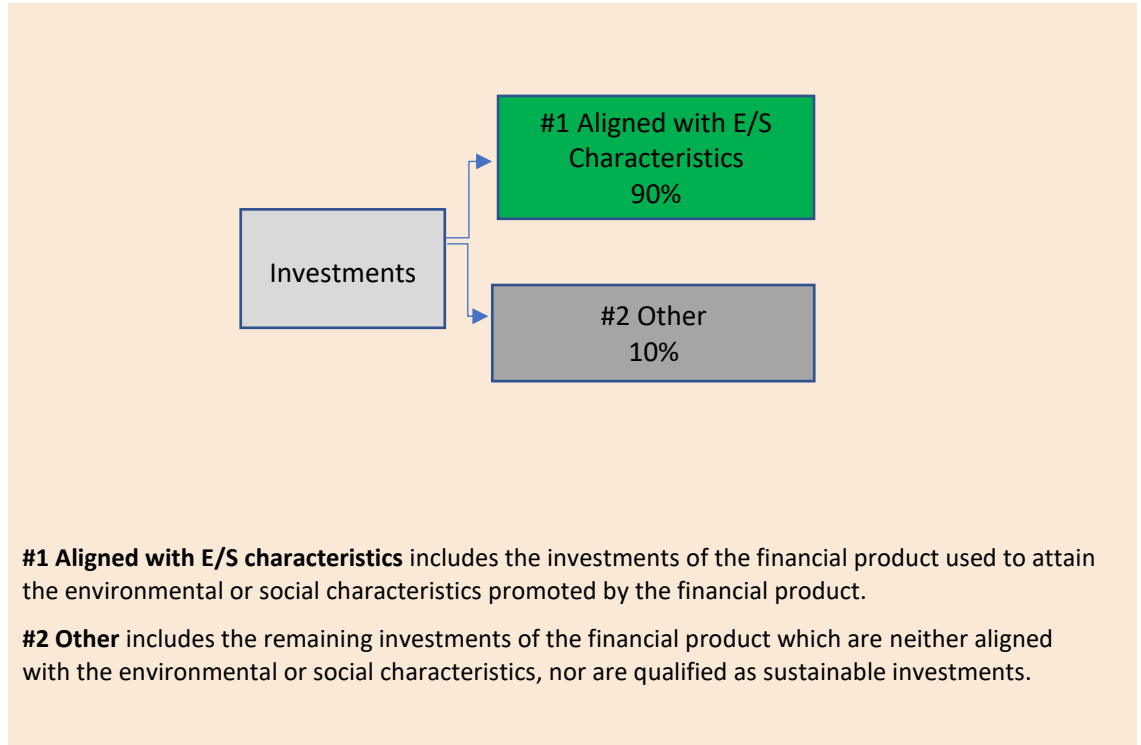 #1 Aligned with E/S
Characteristics
90%
Investments
#2 Other
10%
#1 Aligned with E/S characteristics includes the investments of the financial product used to attain
the environmental or social characteristics promoted by the financial product.
#2 Other includes the remaining investments of the financial product which are neither aligned
with the environmental or social characteristics, nor are qualified as sustainable investments.